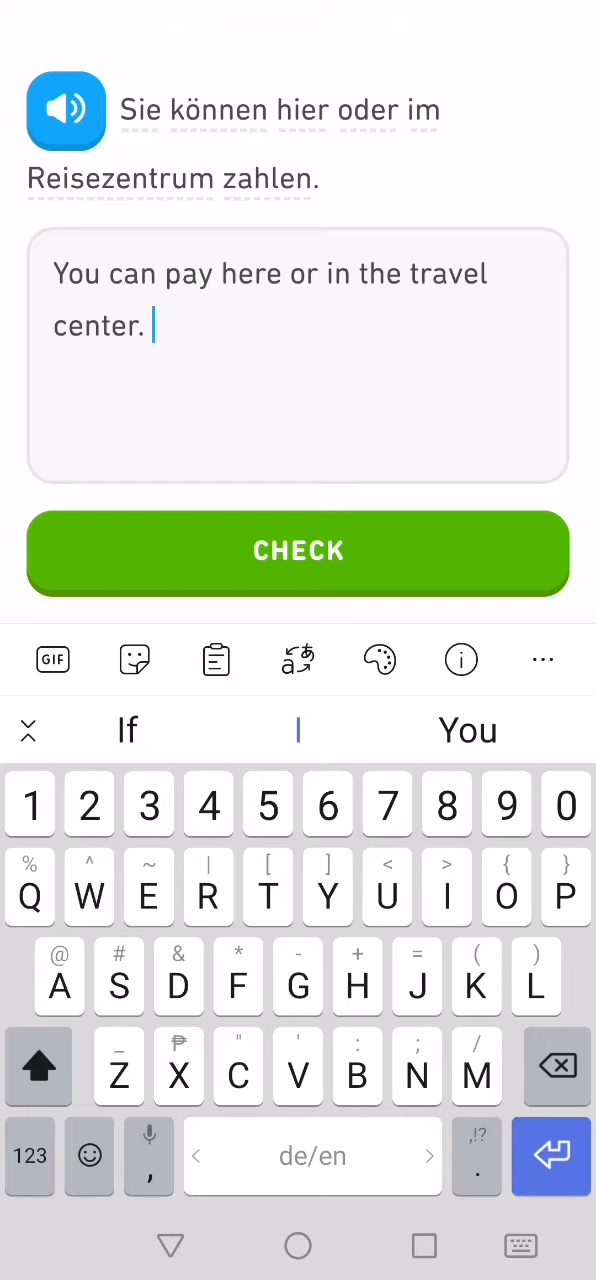 Sie können hier oder im
Reisezentrum zahlen.
You can pay here or in the travel
center.
CHECK
GIF
If
I
You
1 2 3 4 5 6 7 8 9 0
% ^ ~ | [ ] < > { }
Q W E R T Y U I O P
@ # & * - + = ( )
A S D F G H J K L
_ ₱ " ' : ; /
Z X C V B N M
,!?
123 , < de/en > .